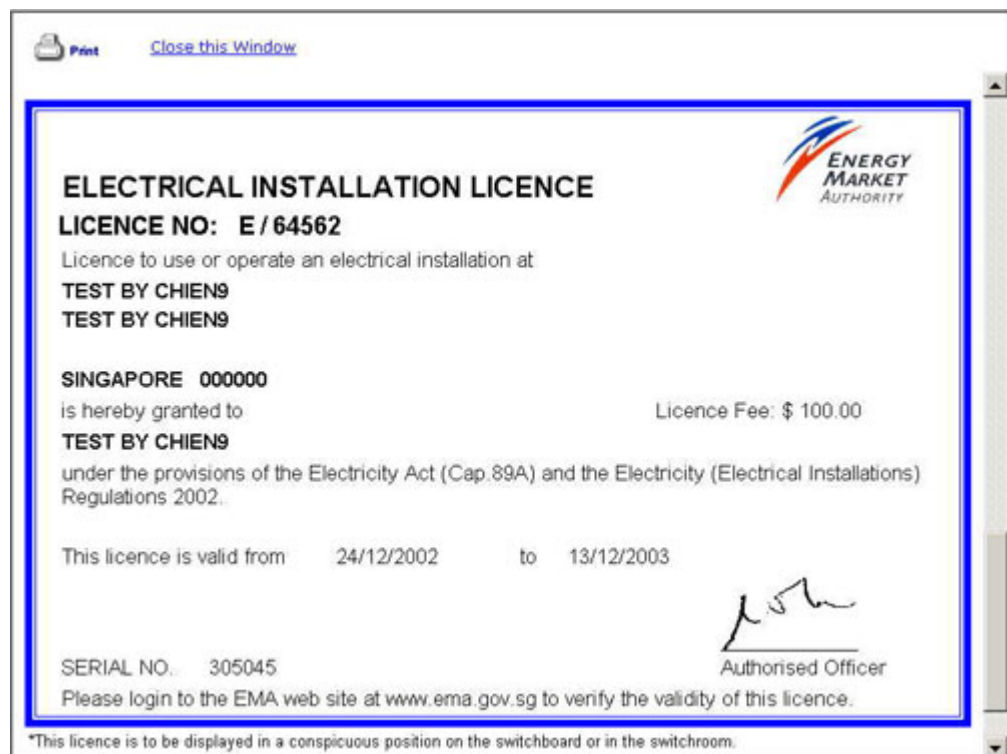 Print Close this Window
ENERGY
MARKET
AUTHORITY
ELECTRICAL INSTALLATION LICENCE
LICENCE NO: E / 64562
Licence to use or operate an electrical installation at
TEST BY CHIEN9
TEST BY CHIEN9
SINGAPORE 000000
is hereby granted to Licence Fee: $ 100.00
TEST BY CHIEN9
under the provisions of the Electricity Act (Cap.89A) and the Electricity (Electrical Installations)
Regulations 2002.
This licence is valid from 24/12/2002 to 13/12/2003
SERIAL NO. 305045 Authorised Officer
Please login to the EMA web site at www.ema.gov.sg to verify the validity of this licence.
*This licence is to be displayed in a conspicuous position on the switchboard or in the switchroom.